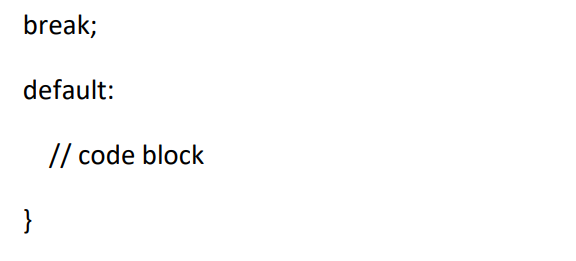 break;
default:
// code block
}